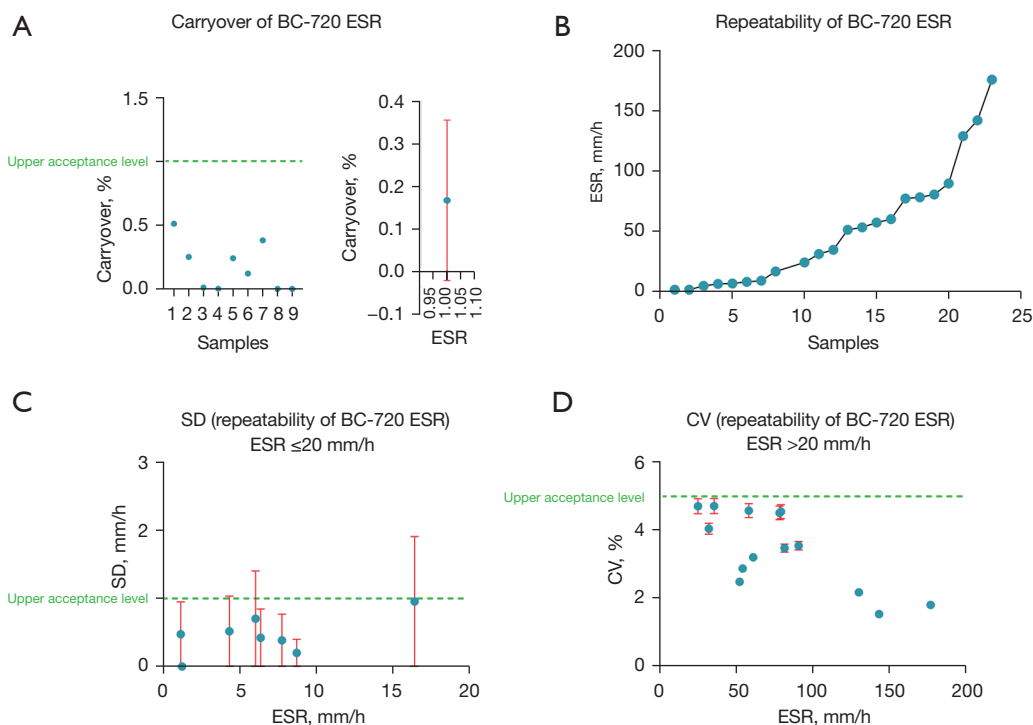 A
Carryover of BC-720 ESR
1.5
Upper acceptance level
0.5
0.0
Carryover, %
1 2 3 4 5 6 7 8 9
Samples
0.4
0.3
0.2
0.1
0.0
−0.1
Carryover, %
0.95
1.00
1.05
1.10
ESR
B
Repeatability of BC-720 ESR
200
150
100
50
0
ESR, mm/h
0 5 10 15 20 25
Samples
C
SD (repeatability of BC-720 ESR)
ESR ≤20 mm/h
3
2
Upper acceptance level
0
SD, mm/h
0 5 10 15 20
ESR, mm/h
D
CV (repeatability of BC-720 ESR)
ESR >20 mm/h
6
Upper acceptance level
4
2
0
CV, %
0 50 100 150 200
ESR, mm/h